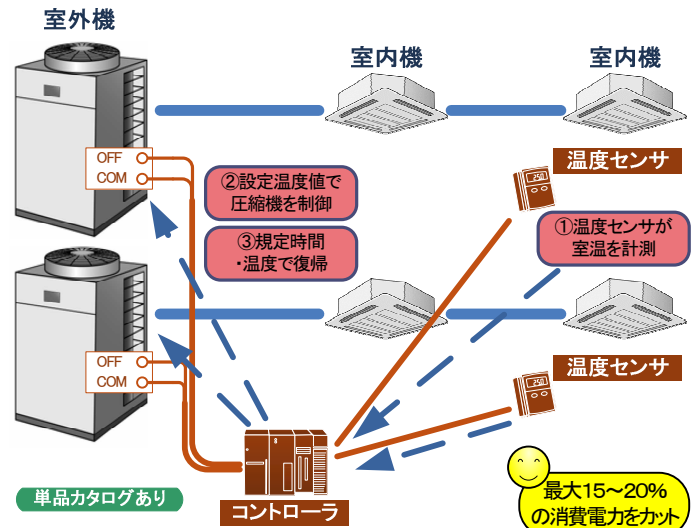 室外機
室内機
室内機
OFF
COM
温度センサ
②設定温度値で
圧縮機を制御
③規定時間
・温度で復帰
①温度センサが
室温を計測
OFF
COM
温度センサ
コントローラ
単品カタログあり
最大15～20%
の消費電力をカット